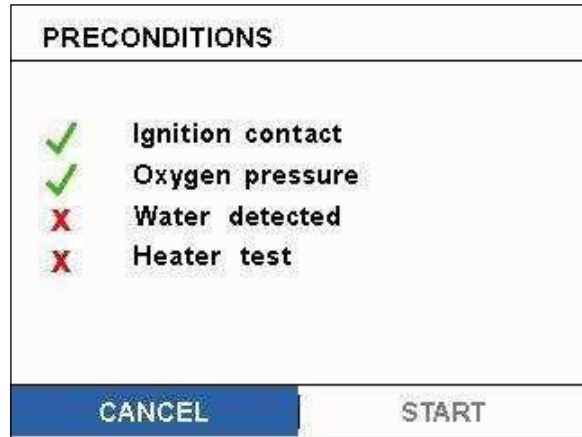 PRECONDITIONS
Ignition contact
Oxygen pressure
Water detected
Heater test
CANCEL START